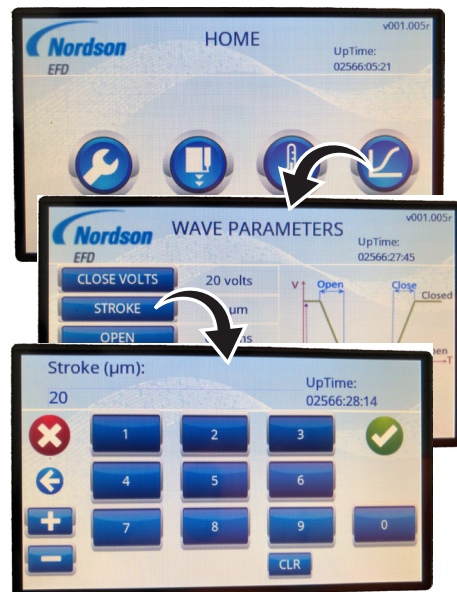 v001.005r
Nordson
EFD
HOME
UpTime:
02566:05:21
v001.005r
Nordson
EFD
WAVE PARAMETERS
UpTime:
02566:27:45
CLOSE VOLTS
20 volts
STROKE
um
OPEN
V
Open
Close
Closed
T
Stroke (µm):
20
UpTime:
02566:28:14
1
2
3
4
5
6
+
7
8
9
0
−
CLR